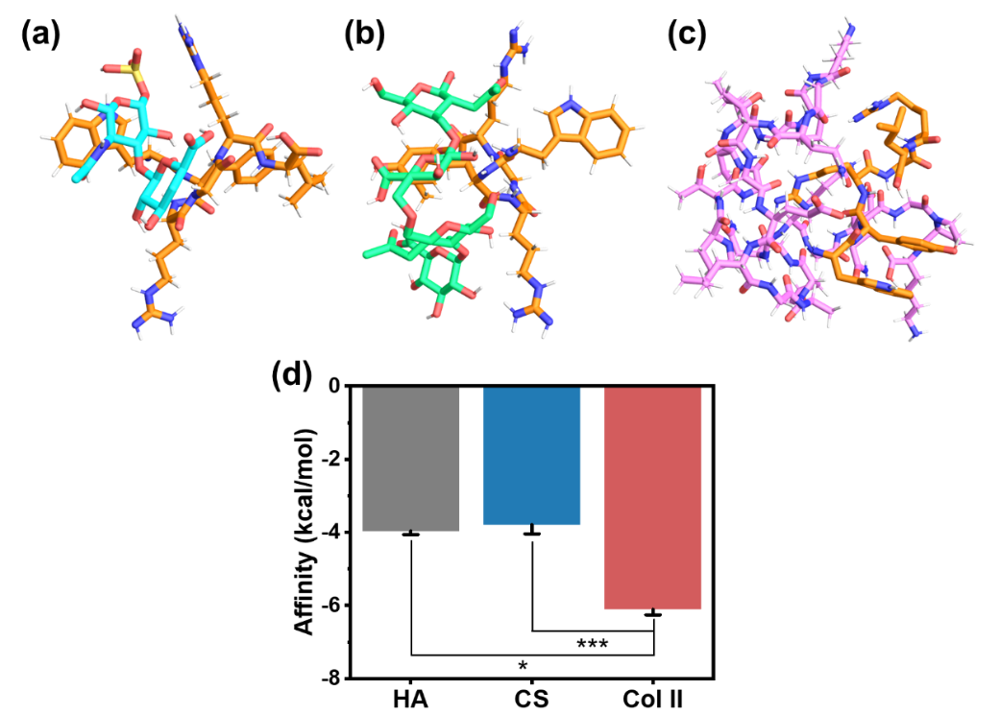 (a)
(b)
(c)
(d)
0
-2
-4
-6
-8
Affinity (kcal/mol)
***
*
HA
CS
Col II